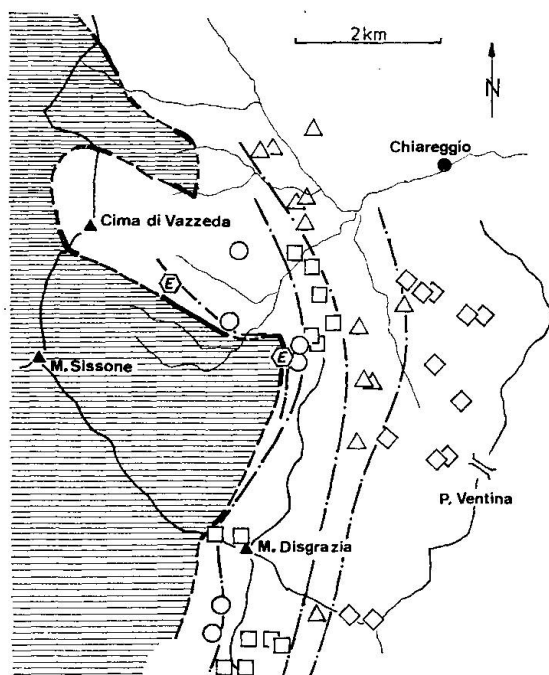 2km
N
Chiareggio
Cima di Vazzeda
E
E
M. Sissone
P. Ventina
M. Disgrazia